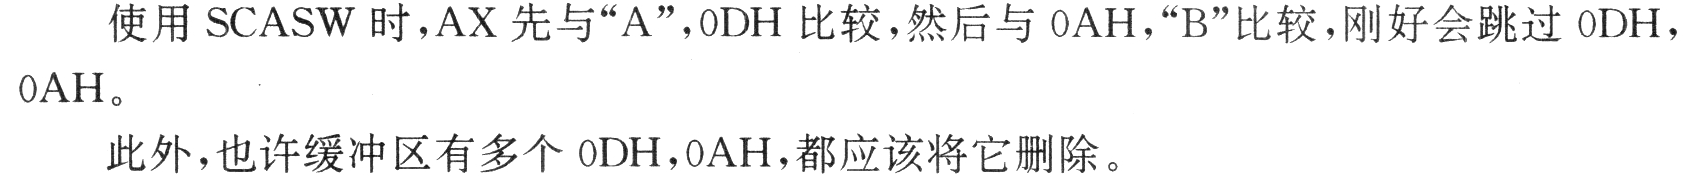 使用 SCASW 时,AX 先与“A”,0DH 比较,然后与 0AH,“B”比较,刚好会跳过 0DH,
0AH。
此外,也许缓冲区有多个 0DH,0AH,都应该将它删除。